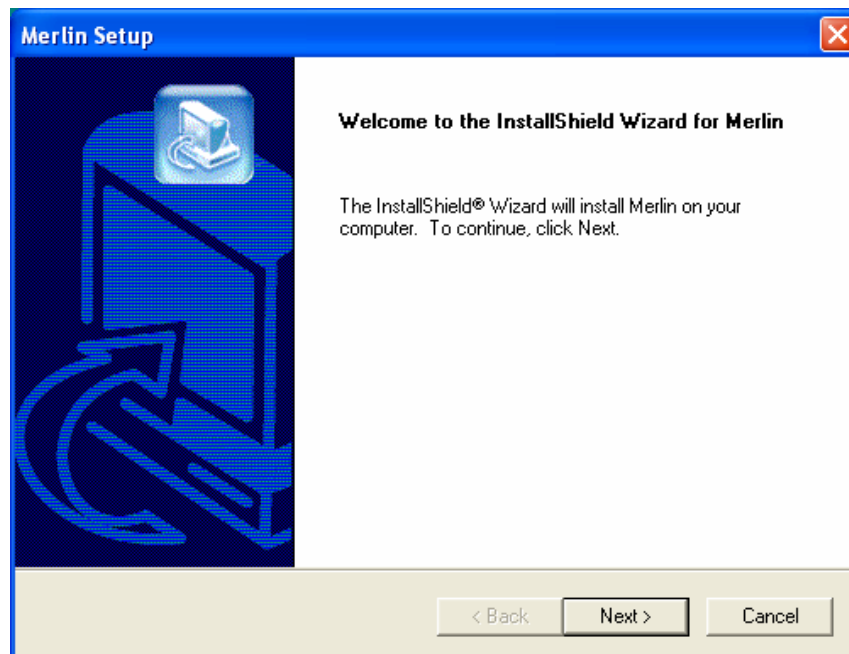 Merlin Setup
Welcome to the InstallShield Wizard for Merlin
The InstallShield® Wizard will install Merlin on your
computer. To continue, click Next.
< Back
Next >
Cancel